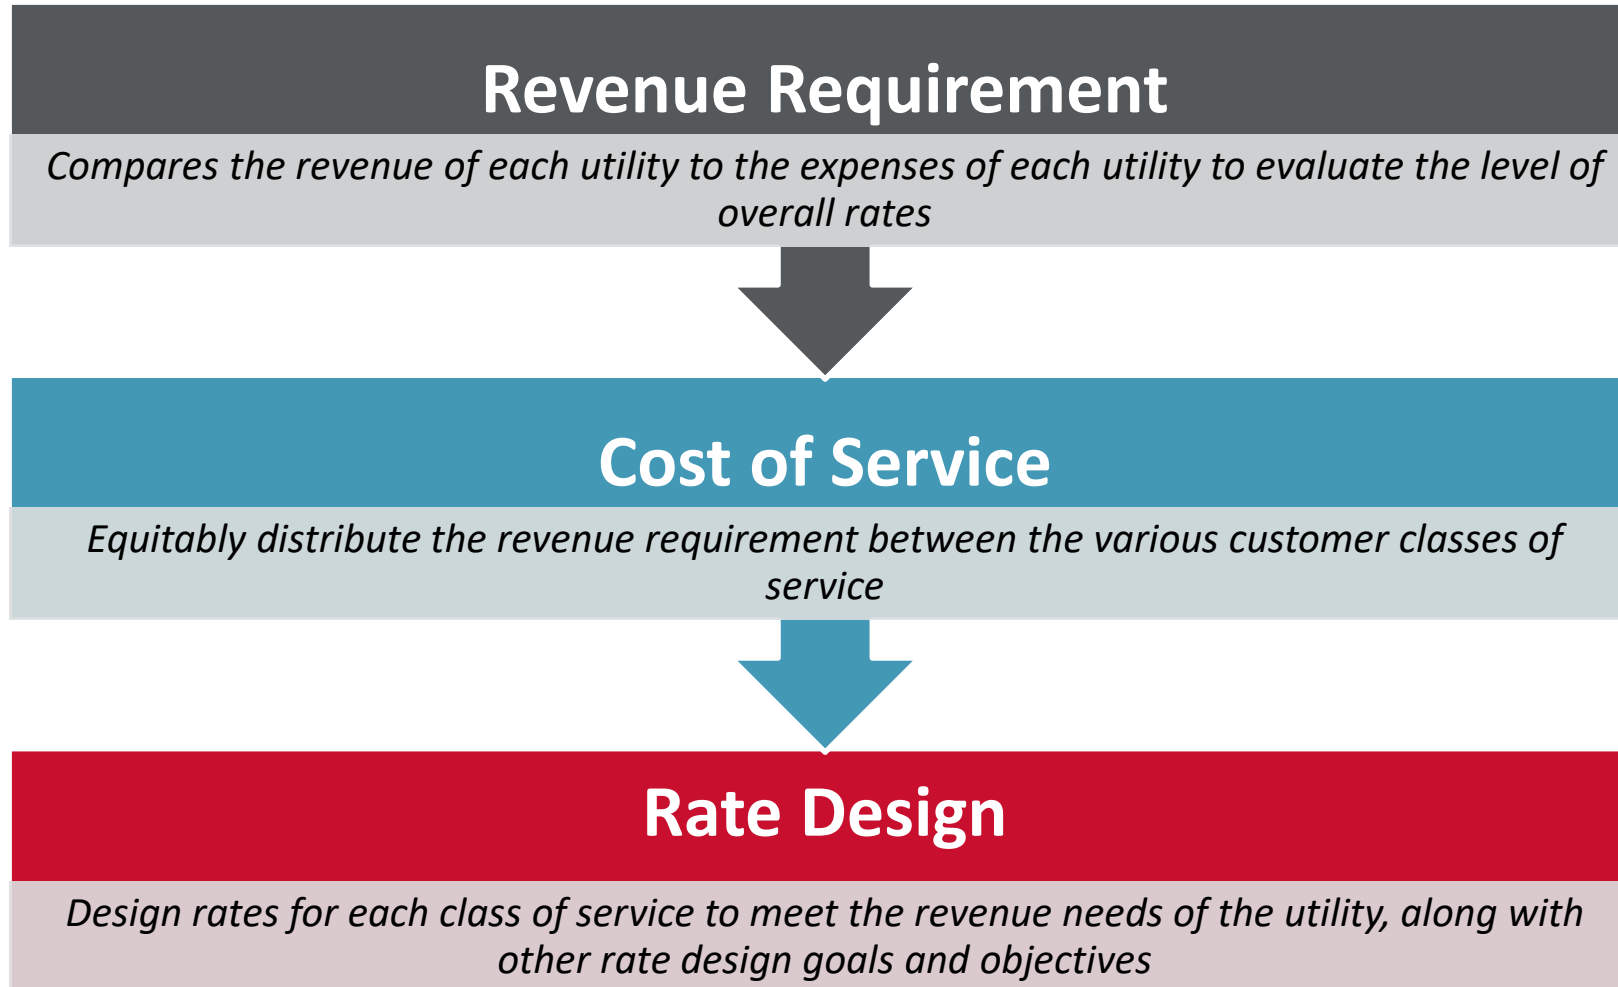 Revenue Requirement
Compares the revenue of each utility to the expenses of each utility to evaluate the level of
overall rates
Cost of Service
Equitably distribute the revenue requirement between the various customer classes of
service
Rate Design
Design rates for each class of service to meet the revenue needs of the utility, along with
other rate design goals and objectives